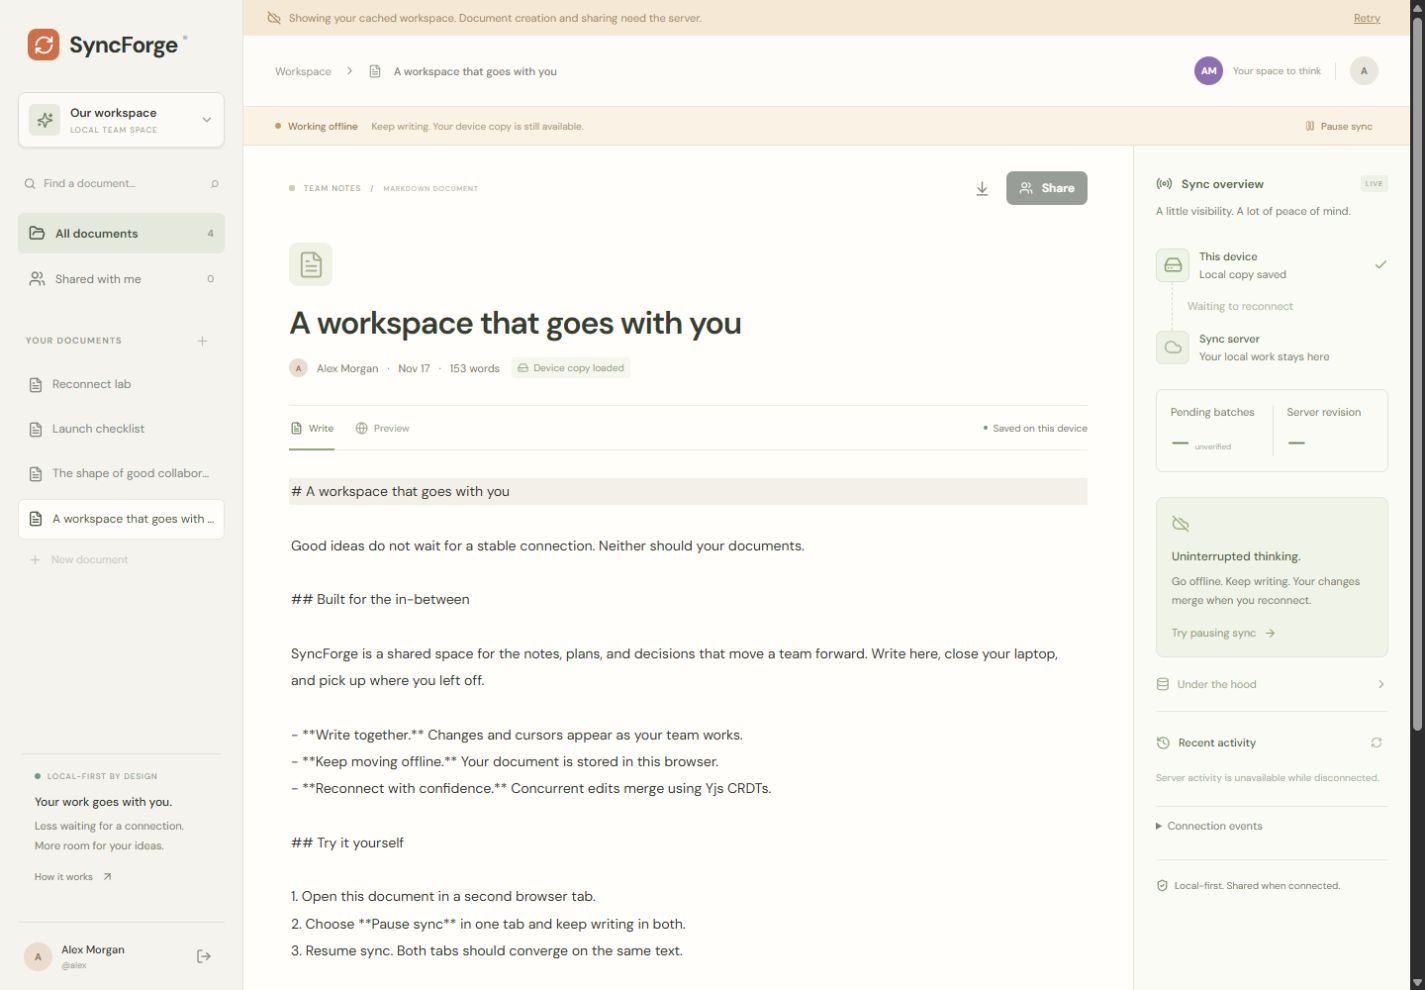 SyncForge
Our workspace
LOCAL TEAM SPACE
Find a document...
All documents 4
Shared with me 0
YOUR DOCUMENTS
Reconnect lab
Launch checklist
The shape of good collabor...
A workspace that goes with ...
New document
LOCAL-FIRST BY DESIGN
Your work goes with you.
Less waiting for a connection.
More room for your ideas.
How it works
A Alex Morgan
@alex
Showing your cached workspace. Document creation and sharing need the server. Retry
Workspace A workspace that goes with you AM Your space to think A
Working offline Keep writing. Your device copy is still available. Pause sync
TEAM NOTES / MARKDOWN DOCUMENT Share
A workspace that goes with you
A Alex Morgan · Nov 17 · 153 words Device copy loaded
Write Preview Saved on this device
# A workspace that goes with you
Good ideas do not wait for a stable connection. Neither should your documents.
## Built for the in-between
SyncForge is a shared space for the notes, plans, and decisions that move a team forward. Write here, close your laptop,
and pick up where you left off.
- **Write together.** Changes and cursors appear as your team works.
- **Keep moving offline.** Your document is stored in this browser.
- **Reconnect with confidence.** Concurrent edits merge using Yjs CRDTs.
## Try it yourself
1. Open this document in a second browser tab.
2. Choose **Pause sync** in one tab and keep writing in both.
3. Resume sync. Both tabs should converge on the same text.
Sync overview LIVE
A little visibility. A lot of peace of mind.
This device
Local copy saved
Waiting to reconnect
Sync server
Your local work stays here
Pending batches Server revision
— unverified —
Uninterrupted thinking.
Go offline. Keep writing. Your changes
merge when you reconnect.
Try pausing sync
Under the hood
Recent activity
Server activity is unavailable while disconnected.
Connection events
Local-first. Shared when connected.